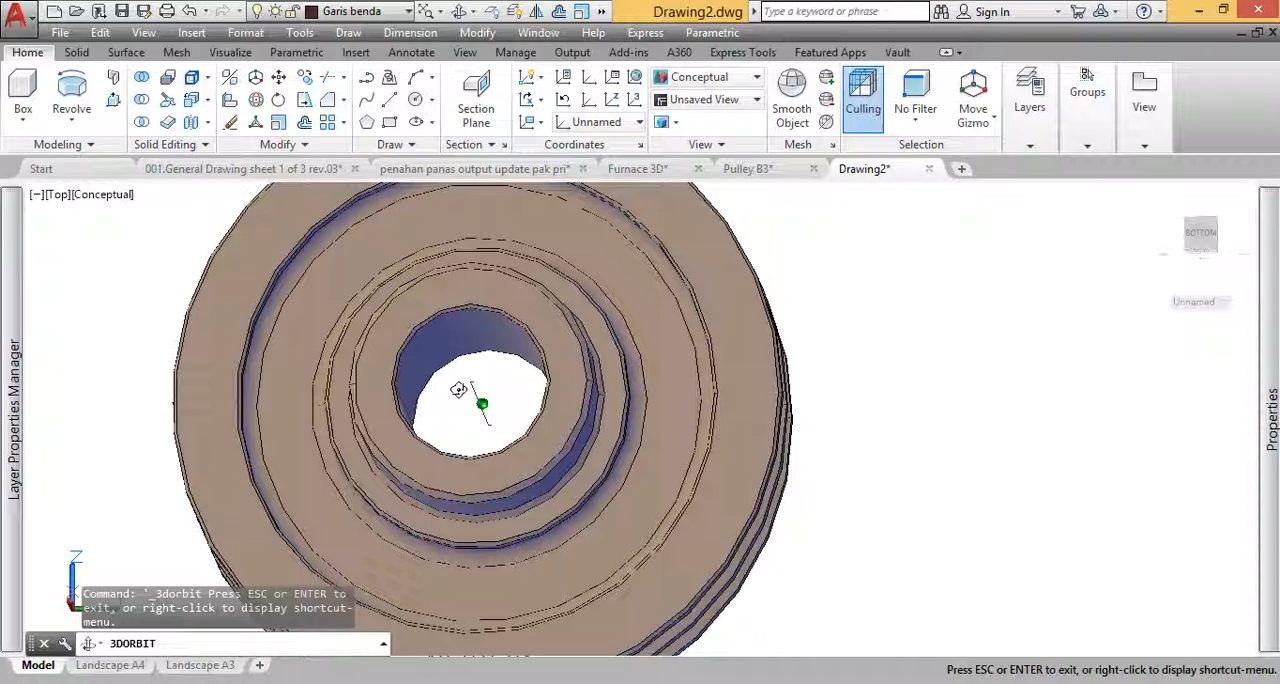 Garis benda
Drawing2.dwg
Type a keyword or phrase
Sign In
File Edit View Insert Format Tools Draw Dimension Modify Window Help Express Parametric
Home Solid Surface Mesh Visualize Parametric Insert Annotate View Manage Output Add-ins A360 Express Tools Featured Apps Vault
Box
Revolve
Section
Plane
Unnamed
Conceptual
Unsaved View
Smooth
Object
Culling
No Filter
Move
Gizmo
Layers
Groups
View
Modeling Solid Editing Modify Draw Section Coordinates View Mesh Selection
Start 001.General Drawing sheet 1 of 3 rev.03* penahan panas output update pak pri* Furnace 3D* Pulley.B3* Drawing2*
[−][Top][Conceptual]
BOTTOM
Unnamed
Layer Properties Manager
Properties
Z
Command: '_3dorbit Press ESC or ENTER to
exit, or right-click to display shortcut-
menu.
3DORBIT
Model Landscape A4 Landscape A3
Press ESC or ENTER to exit, or right-click to display shortcut-menu.